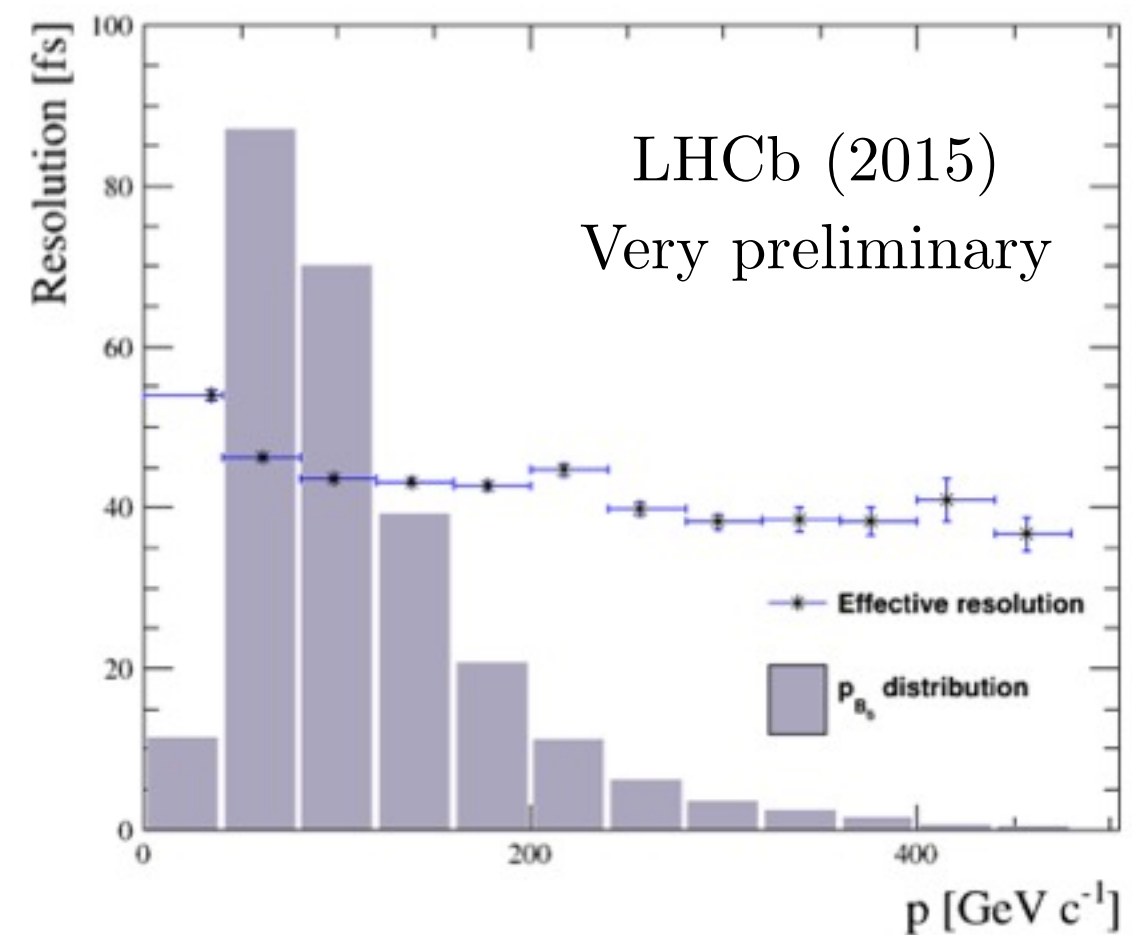 Resolution [fs]
100
80
60
40
20
0
LHCb (2015)
Very preliminary
Effective resolution
p_{B_s} distribution
0 200 400
p [GeV c^{-1}]